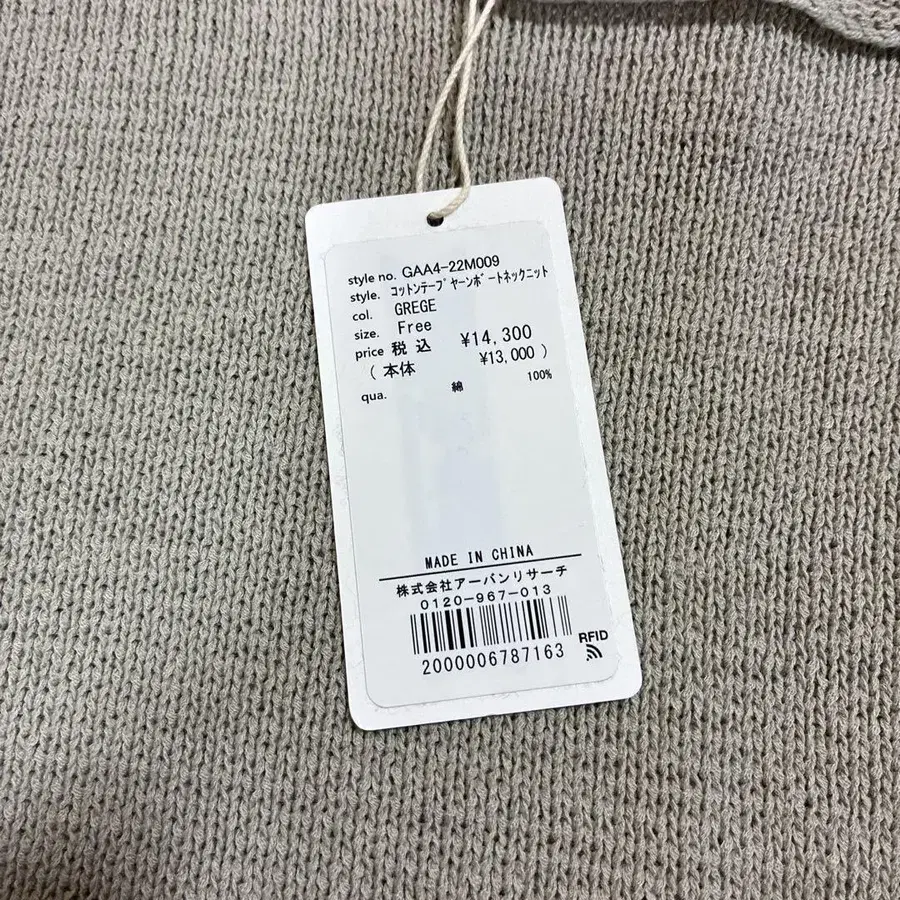 style no. GAA4-22M009
style. コットンテープヤーンボートネックニット
col. GREGE
size. Free
price 税込 ¥14,300
(本体 ¥13,000)
qua. 綿 100%
MADE IN CHINA
株式会社アーバンリサーチ
0120-967-013
2000006787163
RFID